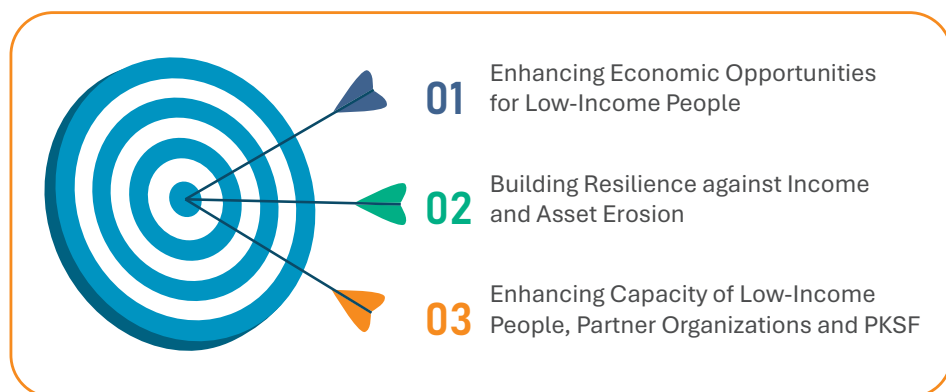 01
Enhancing Economic Opportunities
for Low-Income People
02
Building Resilience against Income
and Asset Erosion
03
Enhancing Capacity of Low-Income
People, Partner Organizations and PKSF